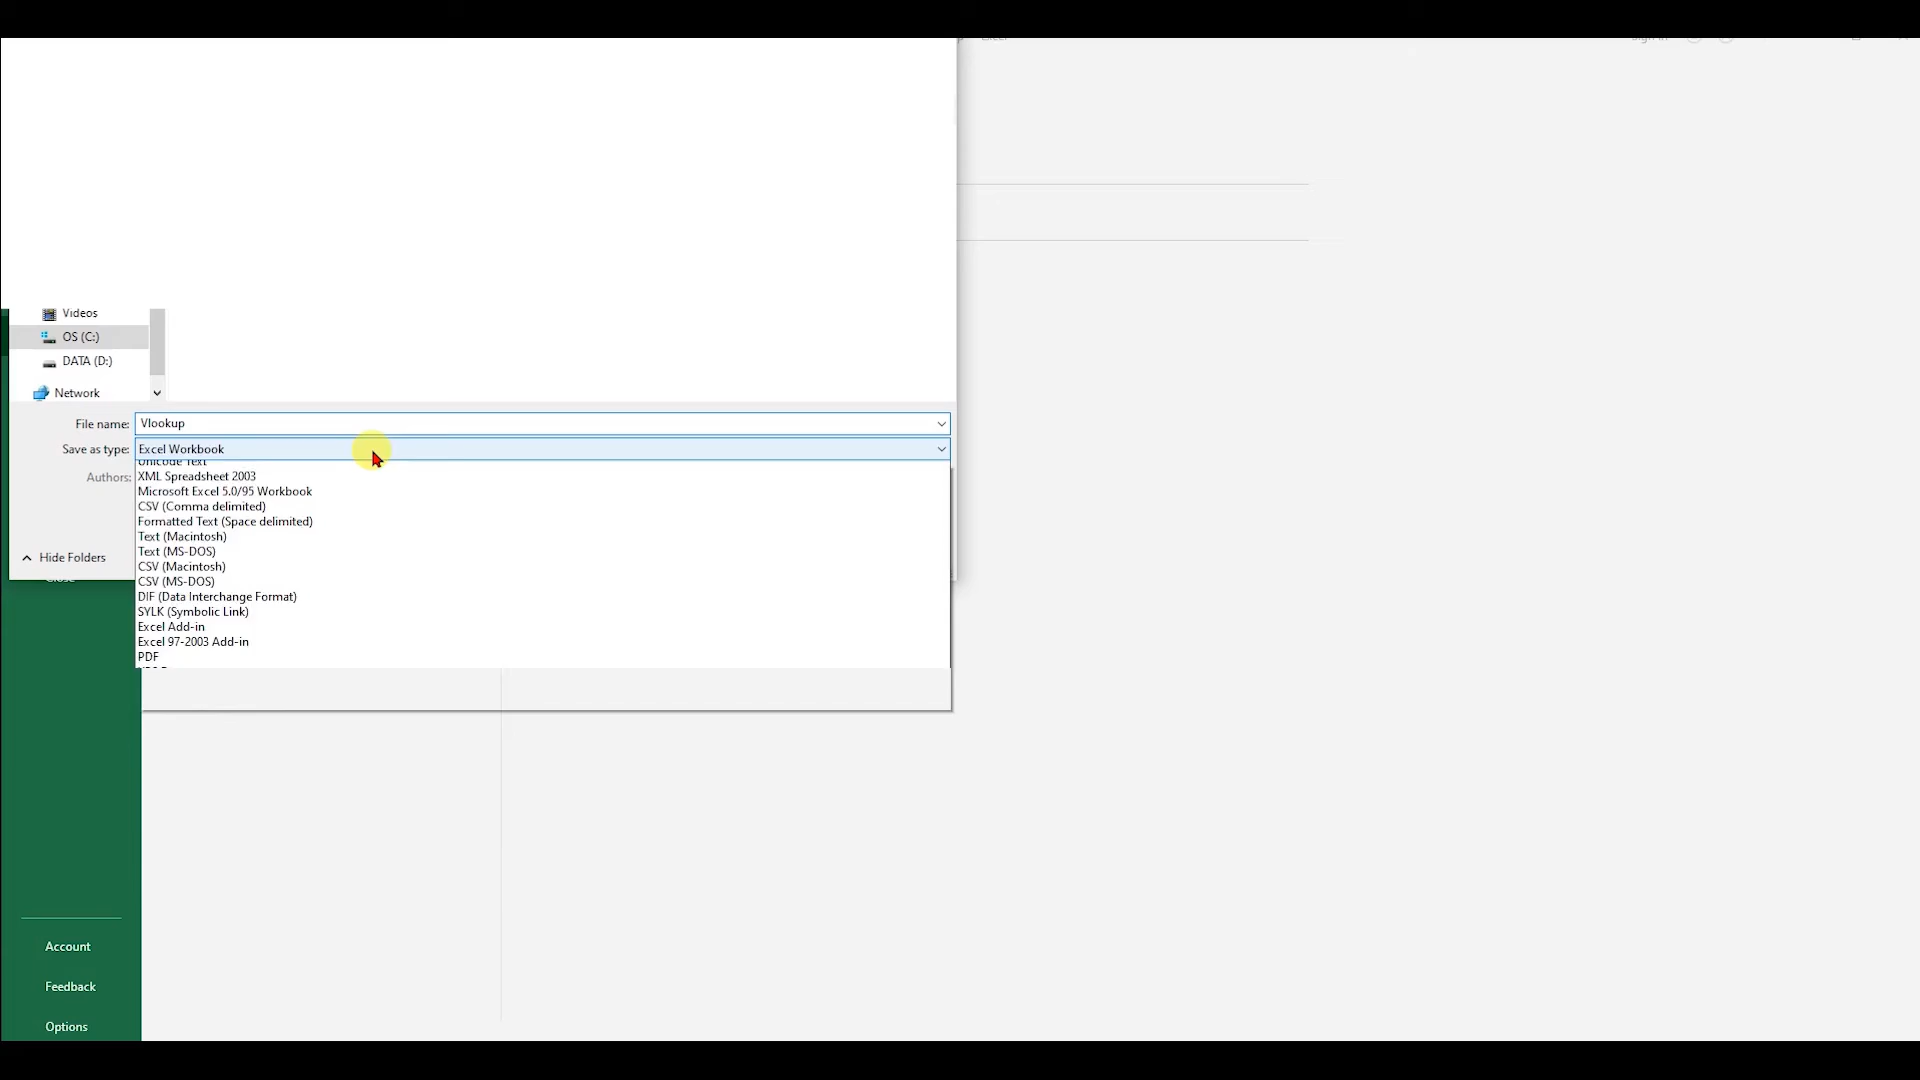 Videos
OS (C:)
DATA (D:)
Network
File name: Vlookup
Save as type: Excel Workbook
Unicode Text
Authors: XML Spreadsheet 2003
Microsoft Excel 5.0/95 Workbook
CSV (Comma delimited)
Formatted Text (Space delimited)
Text (Macintosh)
Text (MS-DOS)
Hide Folders
CSV (Macintosh)
CSV (MS-DOS)
Close
DIF (Data Interchange Format)
SYLK (Symbolic Link)
Excel Add-in
Excel 97-2003 Add-in
PDF
Account
Feedback
Options